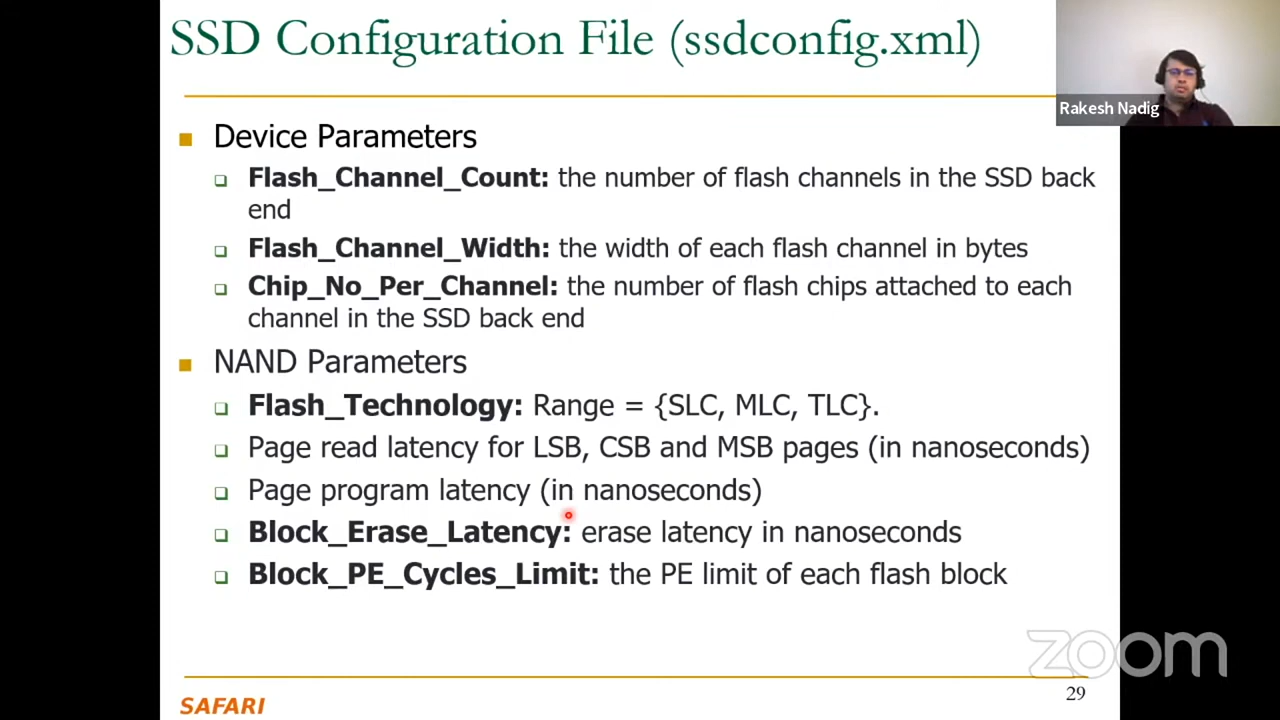 SSD Configuration File (ssdconfig.xml)
Rakesh Nadig
Device Parameters
Flash_Channel_Count: the number of flash channels in the SSD back
end
Flash_Channel_Width: the width of each flash channel in bytes
Chip_No_Per_Channel: the number of flash chips attached to each
channel in the SSD back end
NAND Parameters
Flash_Technology: Range = {SLC, MLC, TLC}.
Page read latency for LSB, CSB and MSB pages (in nanoseconds)
Page program latency (in nanoseconds)
Block_Erase_Latency: erase latency in nanoseconds
Block_PE_Cycles_Limit: the PE limit of each flash block
zoom
29
SAFARI